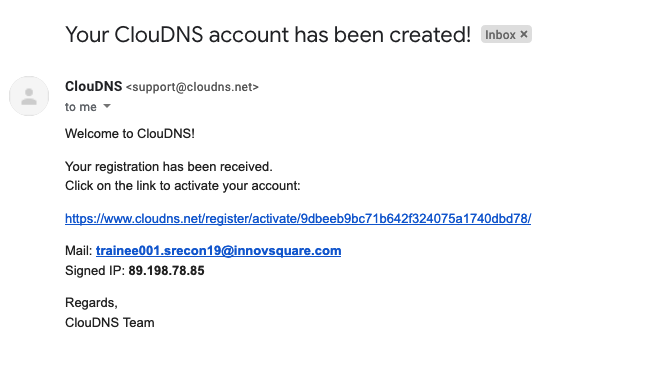 Your ClouDNS account has been created! Inbox ×
ClouDNS <support@cloudns.net>
to me
Welcome to ClouDNS!
Your registration has been received.
Click on the link to activate your account:
https://www.cloudns.net/register/activate/9dbeeb9bc71b642f324075a1740dbd78/
Mail: trainee001.srecon19@innovsquare.com
Signed IP: 89.198.78.85
Regards,
ClouDNS Team